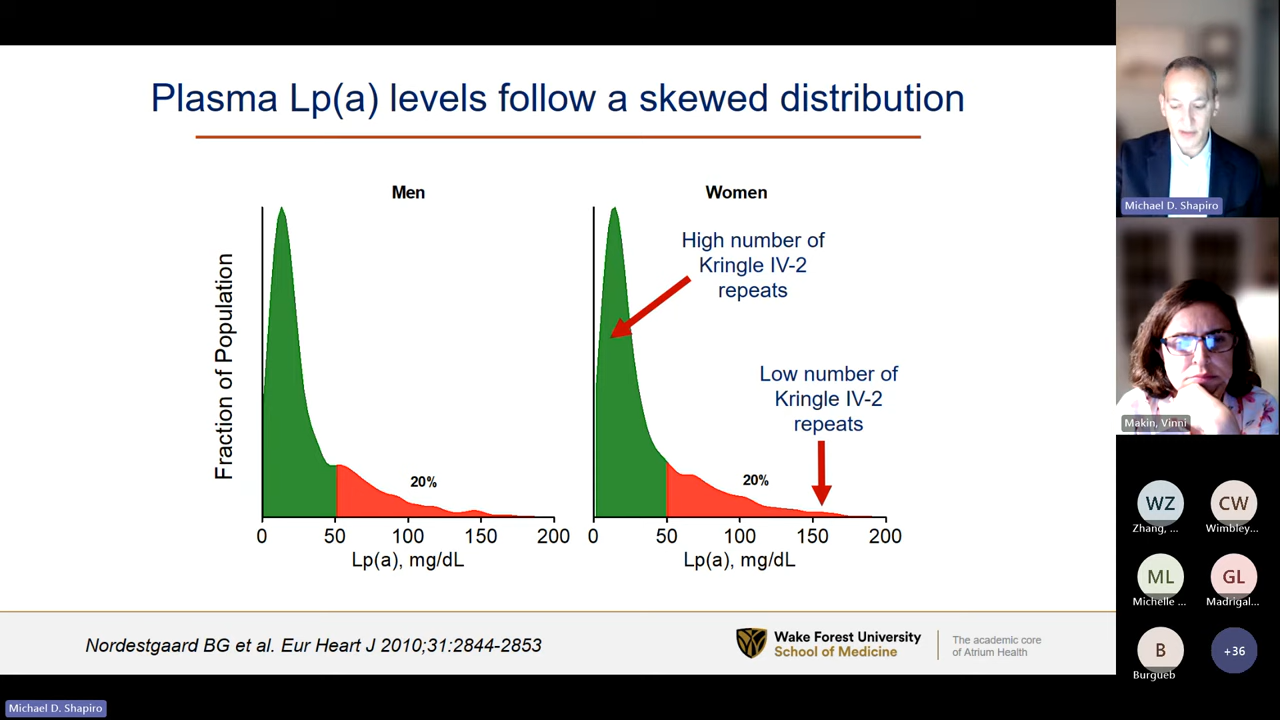 Plasma Lp(a) levels follow a skewed distribution
Men
Women
Fraction of Population
High number of
Kringle IV-2
repeats
Low number of
Kringle IV-2
repeats
20%
20%
0 50 100 150 200
0 50 100 150 200
Lp(a), mg/dL
Lp(a), mg/dL
Nordestgaard BG et al. Eur Heart J 2010;31:2844-2853
Wake Forest University
School of Medicine
The academic core
of Atrium Health
Michael D. Shapiro
Makin, Vinni
WZ
Zhang, ...
CW
Wimbley...
ML
Michelle ...
GL
Madrigal...
B
Burgueb
+36
Michael D. Shapiro